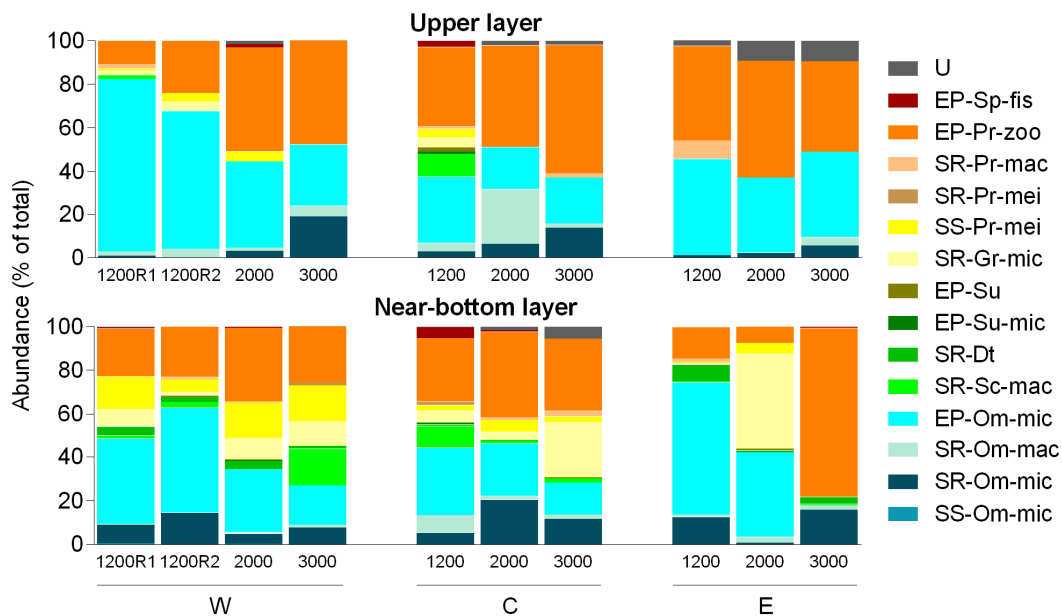 Upper layer
Abundance (% of total)
100
80
60
40
20
0
1200R1 1200R2 2000 3000
1200 2000 3000
1200 2000 3000
Near-bottom layer
100
80
60
40
20
0
1200R1 1200R2 2000 3000
1200 2000 3000
1200 2000 3000
W
C
E
U
EP-Sp-fis
EP-Pr-zoo
SR-Pr-mac
SR-Pr-mei
SS-Pr-mei
SR-Gr-mic
EP-Su
EP-Su-mic
SR-Dt
SR-Sc-mac
EP-Om-mic
SR-Om-mac
SR-Om-mic
SS-Om-mic